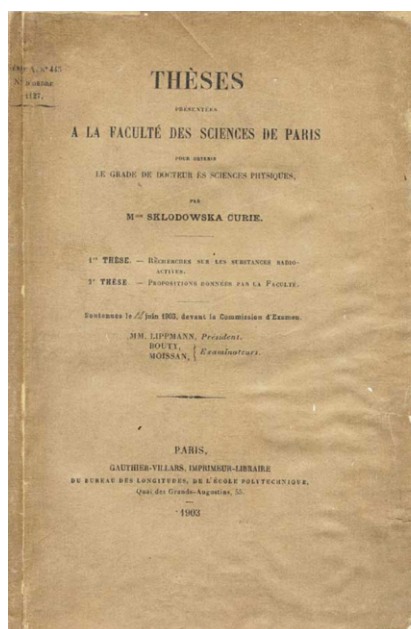 THÈSES
PRÉSENTÉES
A LA FACULTÉ DES SCIENCES DE PARIS
POUR OBTENIR
LE GRADE DE DOCTEUR ÈS SCIENCES PHYSIQUES,
PAR
Mme SKLODOWSKA CURIE.
1re THÈSE. — RECHERCHES SUR LES SUBSTANCES RADIO-
ACTIVES.
2e THÈSE. — PROPOSITIONS DONNÉES PAR LA FACULTÉ.
Soutenues le juin 1903, devant la Commission d'Examen.
MM. LIPPMANN, Président.
BOUTY,
MOISSAN, } Examinateurs.
PARIS,
GAUTHIER-VILLARS, IMPRIMEUR-LIBRAIRE
DU BUREAU DES LONGITUDES, DE L'ÉCOLE POLYTECHNIQUE,
Quai des Grands-Augustins, 55.
1903